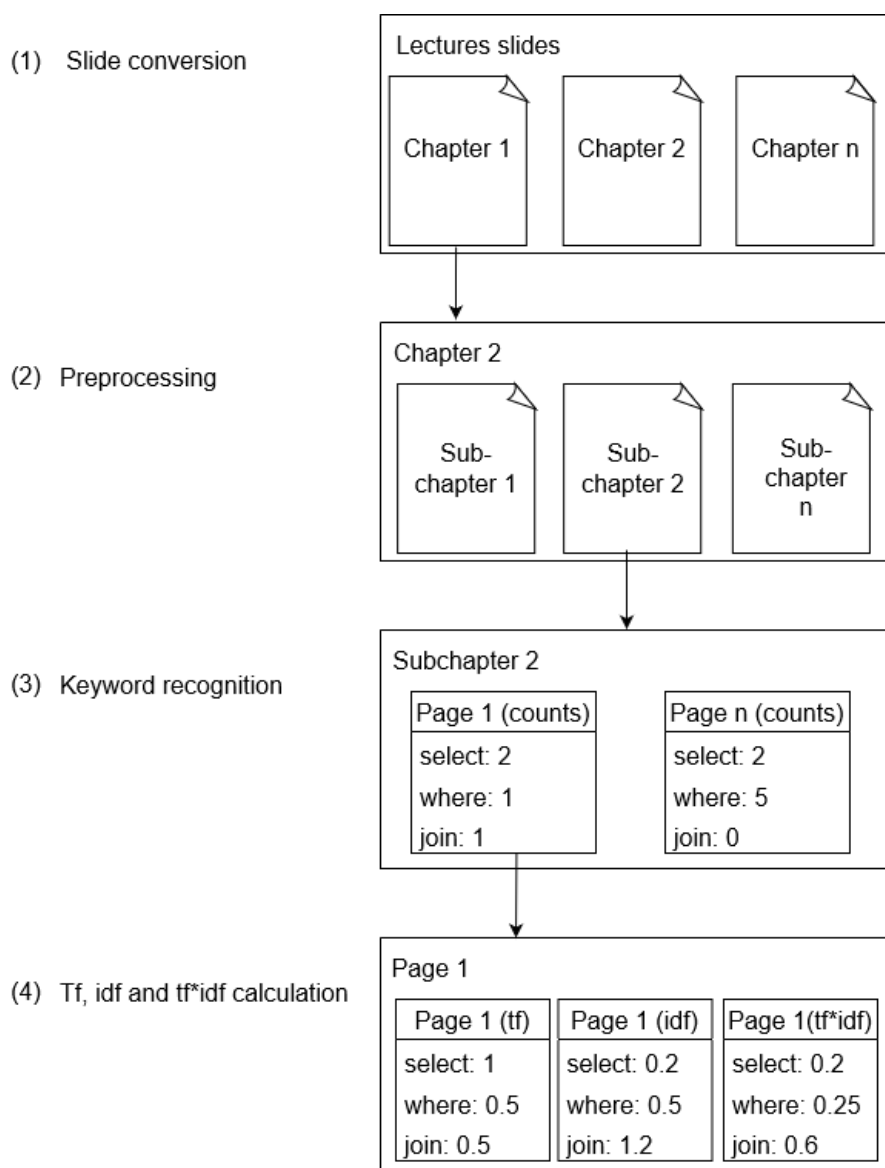 (1) Slide conversion
Lectures slides
Chapter 1
Chapter 2
Chapter n
(2) Preprocessing
Chapter 2
Sub-
chapter 1
Sub-
chapter 2
Sub-
chapter
n
(3) Keyword recognition
Subchapter 2
Page 1 (counts)
select: 2
where: 1
join: 1
Page n (counts)
select: 2
where: 5
join: 0
(4) Tf, idf and tf*idf calculation
Page 1
Page 1 (tf)
select: 1
where: 0.5
join: 0.5
Page 1 (idf)
select: 0.2
where: 0.5
join: 1.2
Page 1(tf*idf)
select: 0.2
where: 0.25
join: 0.6